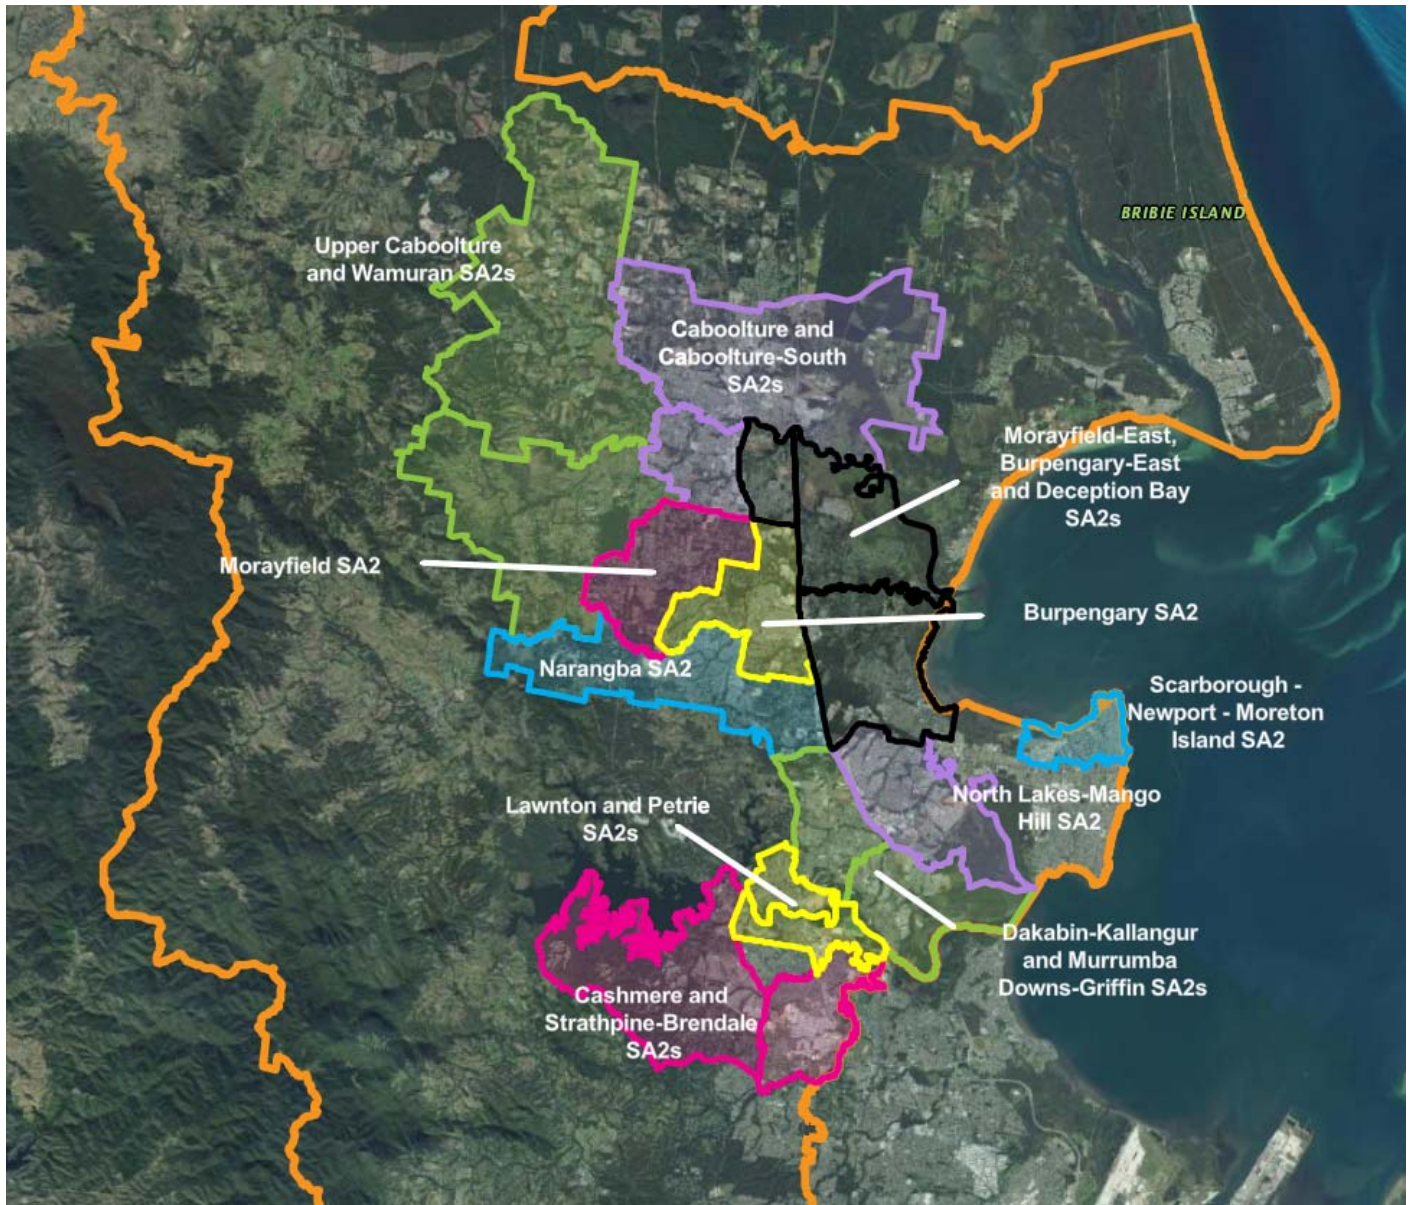 BRIBIE ISLAND
Upper Caboolture
and Wamuran SA2s
Caboolture and
Caboolture-South
SA2s
Morayfield-East,
Burpengary-East
and Deception Bay
SA2s
Morayfield SA2
Burpengary SA2
Narangba SA2
Scarborough -
Newport - Moreton
Island SA2
North Lakes-Mango
Hill SA2
Lawnton and Petrie
SA2s
Dakabin-Kallangur
and Murrumba
Downs-Griffin SA2s
Cashmere and
Strathpine-Brendale
SA2s